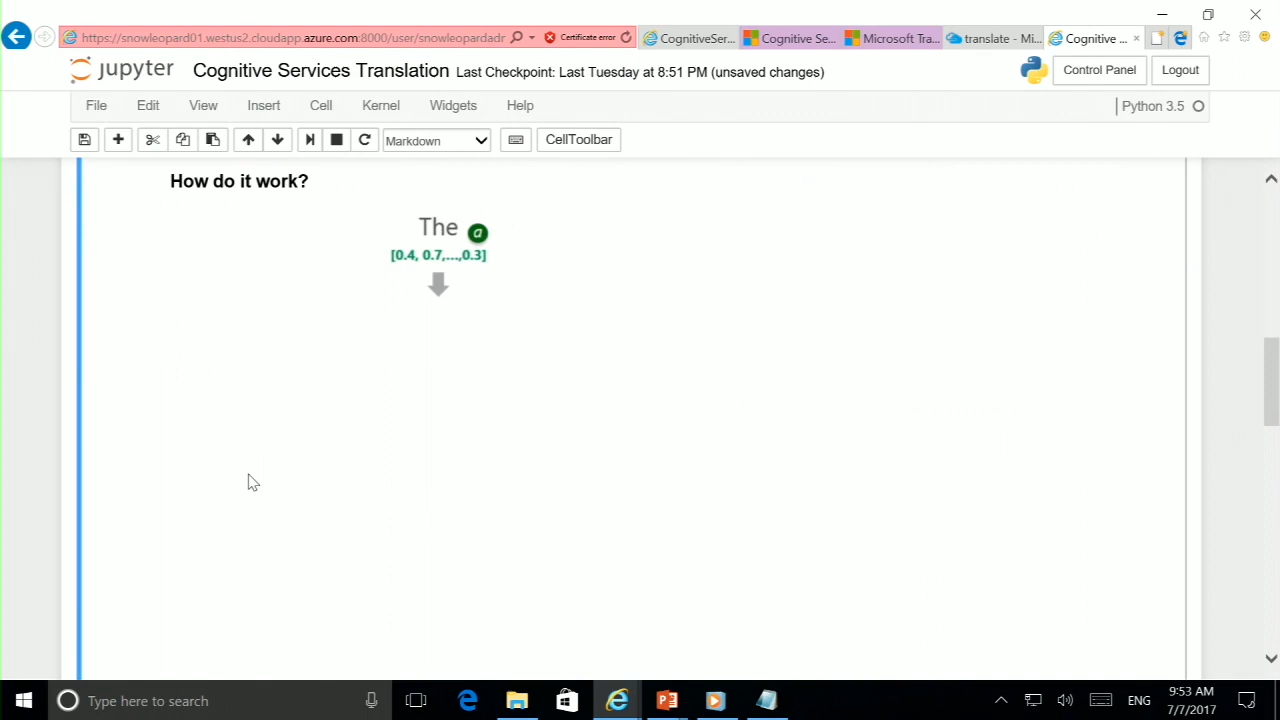 https://snowleopard01.westus2.cloudapp.azure.com:8000/user/snowleopardadr
Certificate error
CognitiveSer...
Cognitive Se...
Microsoft Tra...
translate - Mi...
Cognitive ...
jupyter
Cognitive Services Translation Last Checkpoint: Last Tuesday at 8:51 PM (unsaved changes)
Control Panel
Logout
File Edit View Insert Cell Kernel Widgets Help
Python 3.5
Markdown
CellToolbar
How do it work?
The a
[0.4, 0.7,...,0.3]
Type here to search
ENG
9:53 AM
7/7/2017